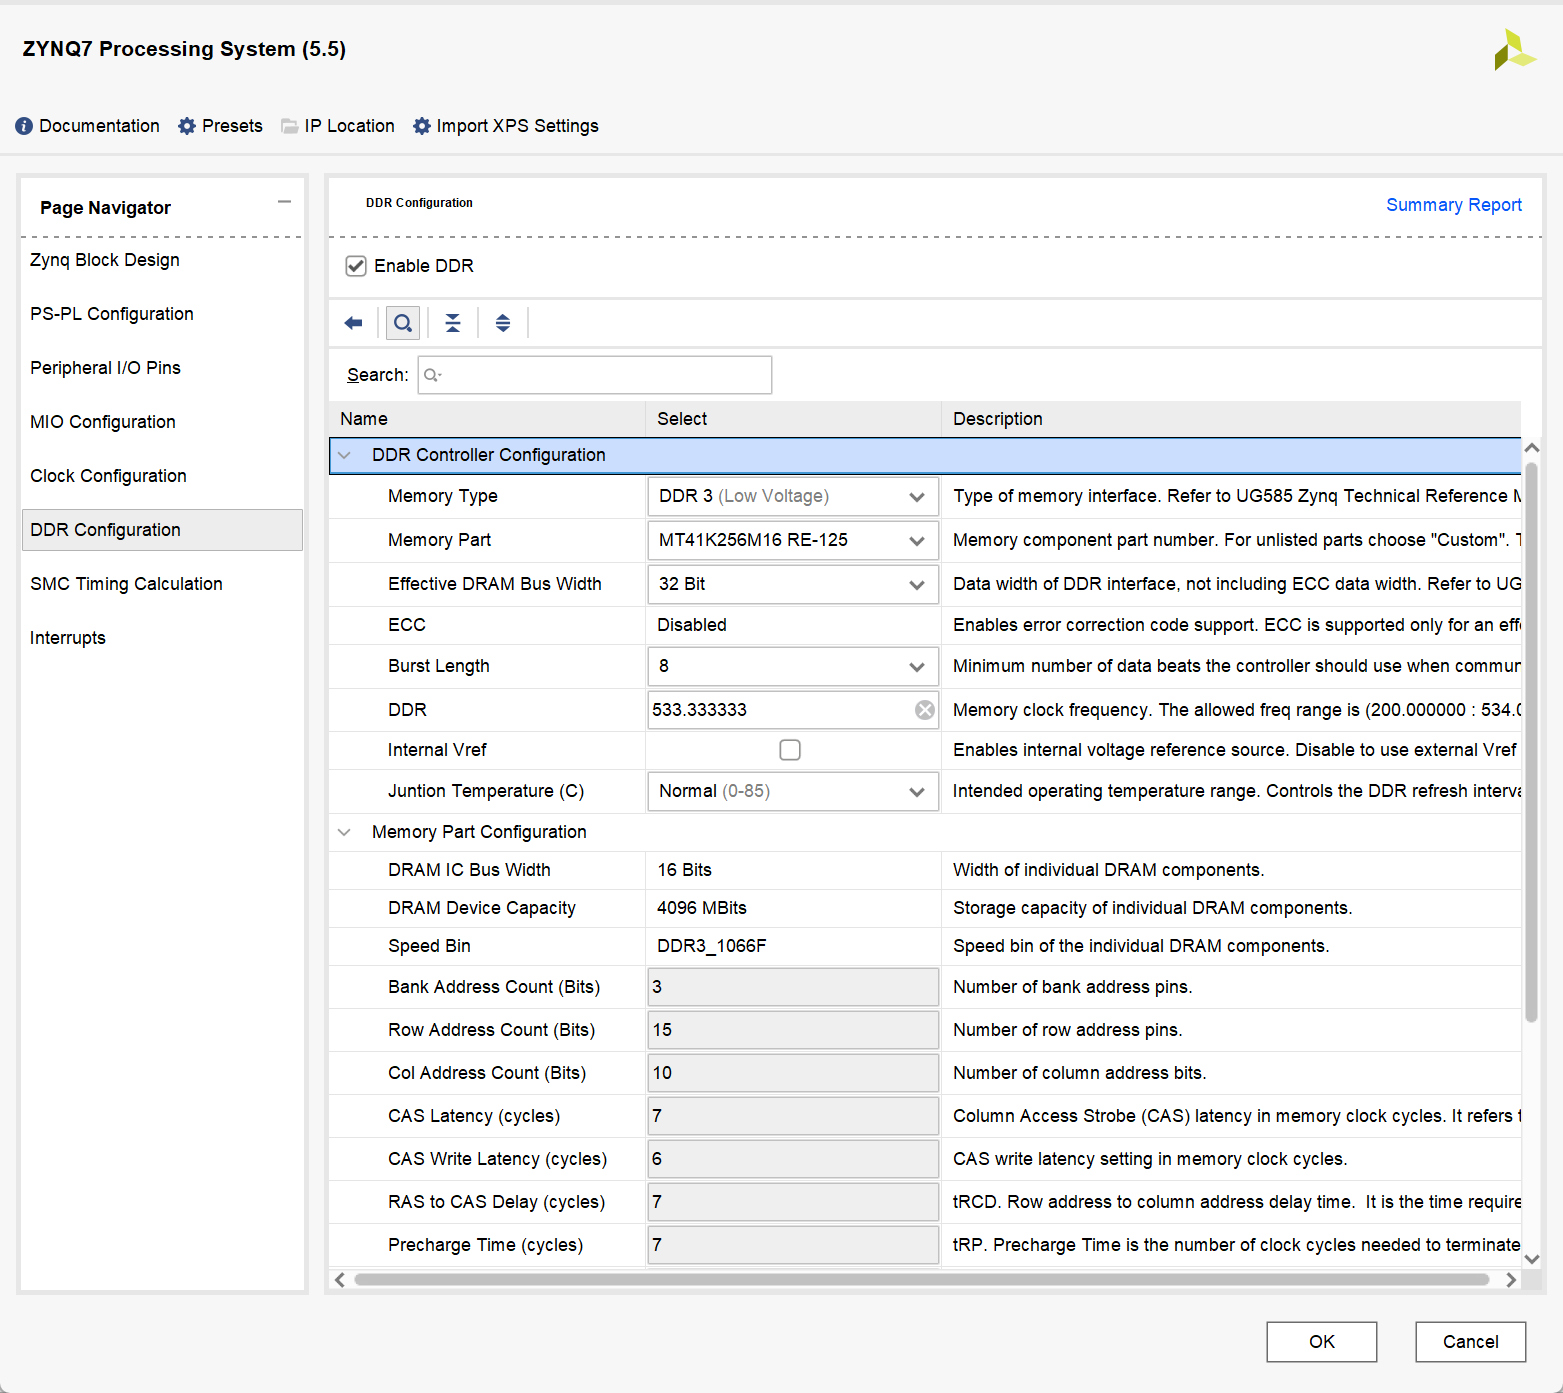 ZYNQ7 Processing System (5.5)
Documentation Presets IP Location Import XPS Settings
Page Navigator
Zynq Block Design
PS-PL Configuration
Peripheral I/O Pins
MIO Configuration
Clock Configuration
DDR Configuration
SMC Timing Calculation
Interrupts
DDR Configuration Summary Report
Enable DDR
Search:
Name Select Description
DDR Controller Configuration
Memory Type DDR 3 (Low Voltage) Type of memory interface. Refer to UG585 Zynq Technical Reference
Memory Part MT41K256M16 RE-125 Memory component part number. For unlisted parts choose "Custom".
Effective DRAM Bus Width 32 Bit Data width of DDR interface, not including ECC data width. Refer to UG
ECC Disabled Enables error correction code support. ECC is supported only for an eff
Burst Length 8 Minimum number of data beats the controller should use when commun
DDR 533.333333 Memory clock frequency. The allowed freq range is (200.000000 : 534.0
Internal Vref Enables internal voltage reference source. Disable to use external Vref
Juntion Temperature (C) Normal (0-85) Intended operating temperature range. Controls the DDR refresh interva
Memory Part Configuration
DRAM IC Bus Width 16 Bits Width of individual DRAM components.
DRAM Device Capacity 4096 MBits Storage capacity of individual DRAM components.
Speed Bin DDR3_1066F Speed bin of the individual DRAM components.
Bank Address Count (Bits) 3 Number of bank address pins.
Row Address Count (Bits) 15 Number of row address pins.
Col Address Count (Bits) 10 Number of column address bits.
CAS Latency (cycles) 7 Column Access Strobe (CAS) latency in memory clock cycles. It refers
CAS Write Latency (cycles) 6 CAS write latency setting in memory clock cycles.
RAS to CAS Delay (cycles) 7 tRCD. Row address to column address delay time. It is the time require
Precharge Time (cycles) 7 tRP. Precharge Time is the number of clock cycles needed to terminate
OK Cancel